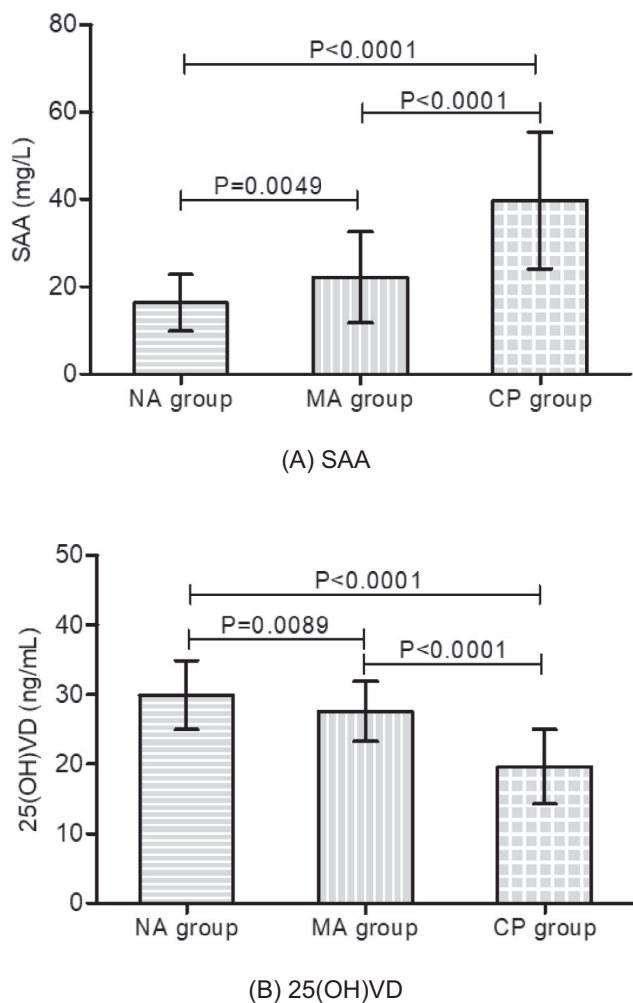 80
P<0.0001
60
P<0.0001
SAA (mg/L)
40
P=0.0049
20
0
NA group MA group CP group
(A) SAA
50
P<0.0001
40
P=0.0089
P<0.0001
25(OH)VD (ng/mL)
30
20
10
0
NA group MA group CP group
(B) 25(OH)VD